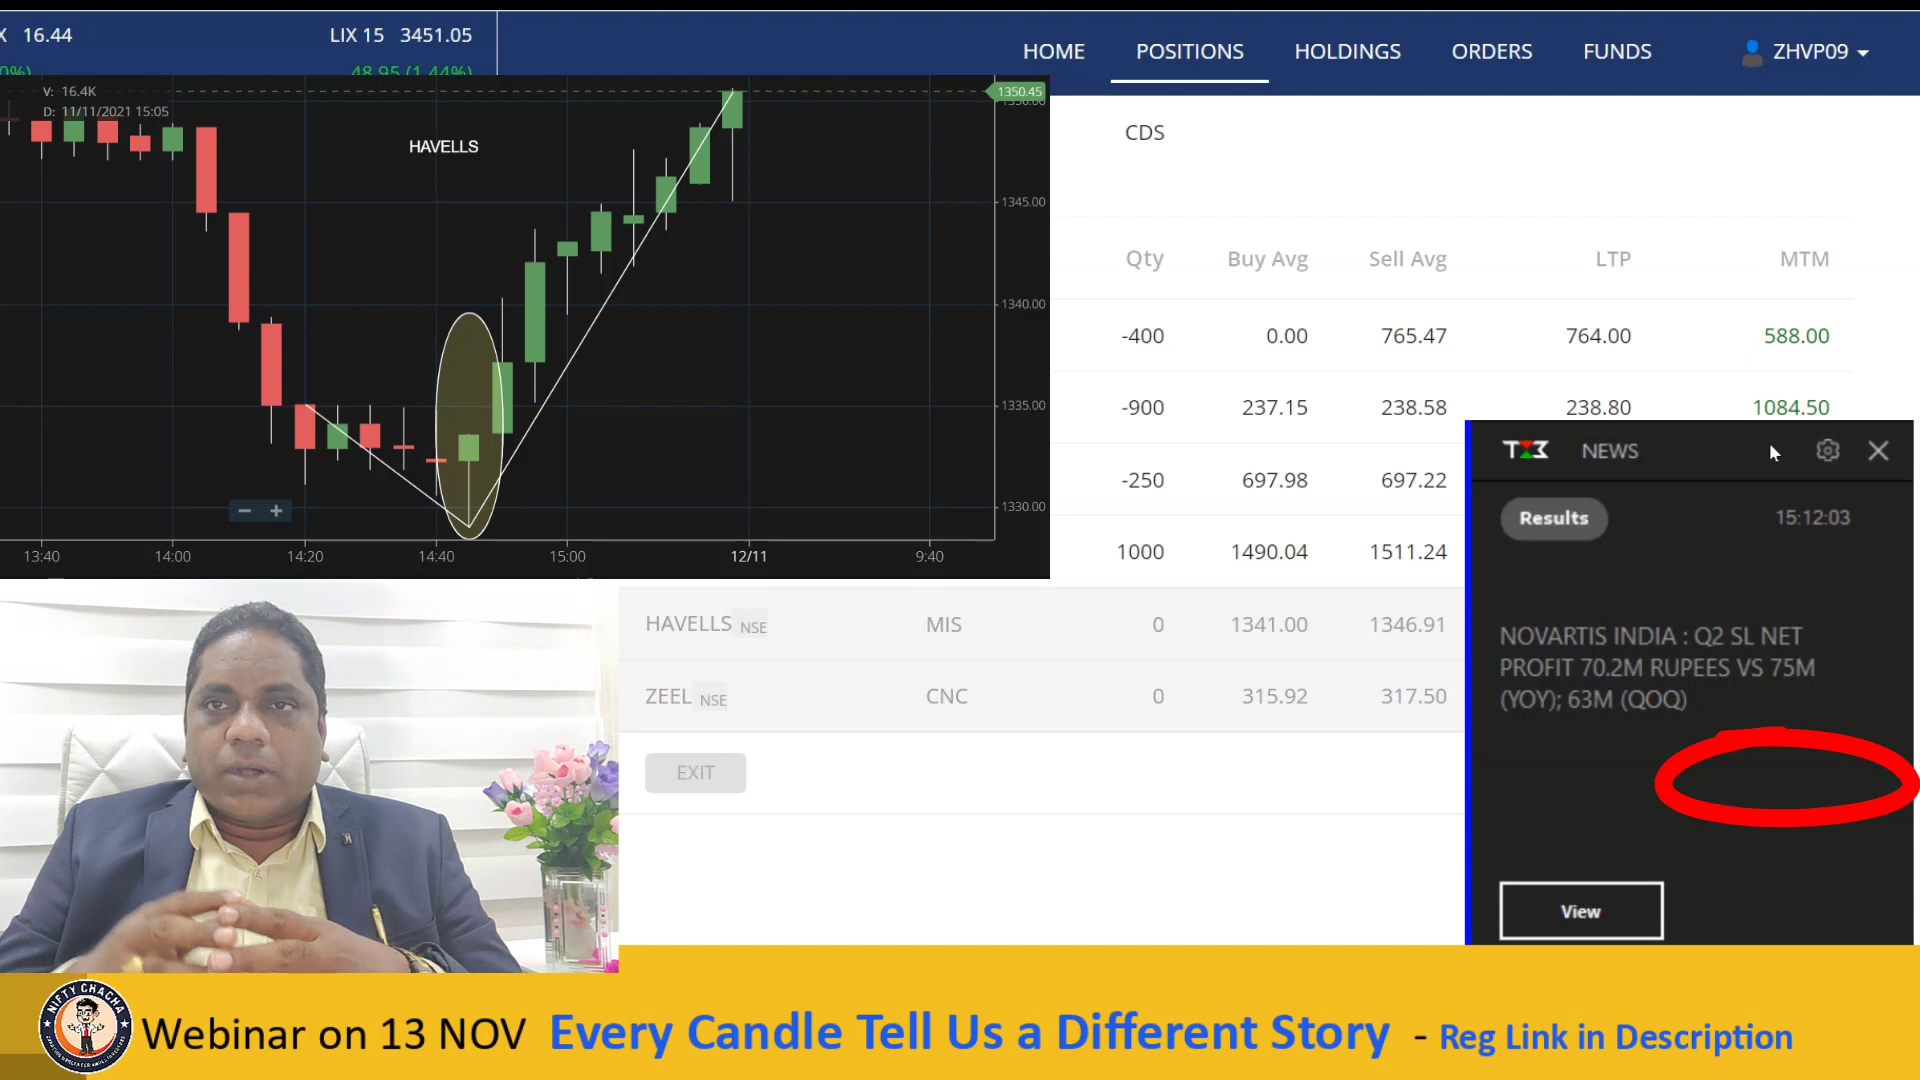 X 16.44
LIX 15 3451.05
0%)
48.95 (1.44%)
HOME POSITIONS HOLDINGS ORDERS FUNDS ZHVP09
V: 16.4K
D: 11/11/2021 15:05
HAVELLS
1350.45
1350.00
1345.00
1340.00
1335.00
1330.00
13:40 14:00 14:20 14:40 15:00 12/11 9:40
CDS
Qty Buy Avg Sell Avg LTP MTM
-400 0.00 765.47 764.00 588.00
-900 237.15 238.58 238.80 1084.50
-250 697.98 697.22
1000 1490.04 1511.24
HAVELLS NSE MIS 0 1341.00 1346.91
ZEEL NSE CNC 0 315.92 317.50
EXIT
NEWS
Results 15:12:03
NOVARTIS INDIA : Q2 SL NET
PROFIT 70.2M RUPEES VS 75M
(YOY); 63M (QOQ)
View
NIFTY CHACHA
Webinar on 13 NOV Every Candle Tell Us a Different Story - Reg Link in Description